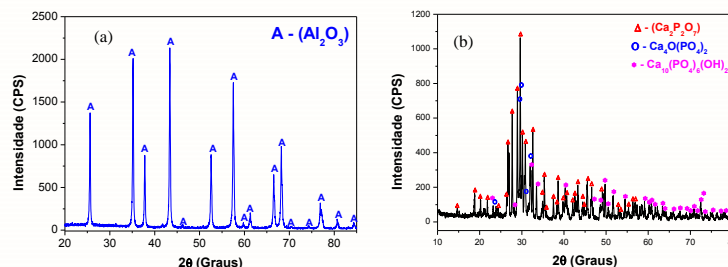 (a)
A - (Al₂O₃)
Intensidade (CPS)
2500
2000
1500
1000
500
0
A A A A A A A A A A A A A A A A
20 30 40 50 60 70 80
2θ (Graus)
(b)
- (Ca₂P₂O₇)
- Ca₄O(PO₄)₂
- Ca₁₀(PO₄)₆(OH)₂
Intensidade (CPS)
1200
1000
800
600
400
200
0
10 20 30 40 50 60 70
2θ (Graus)